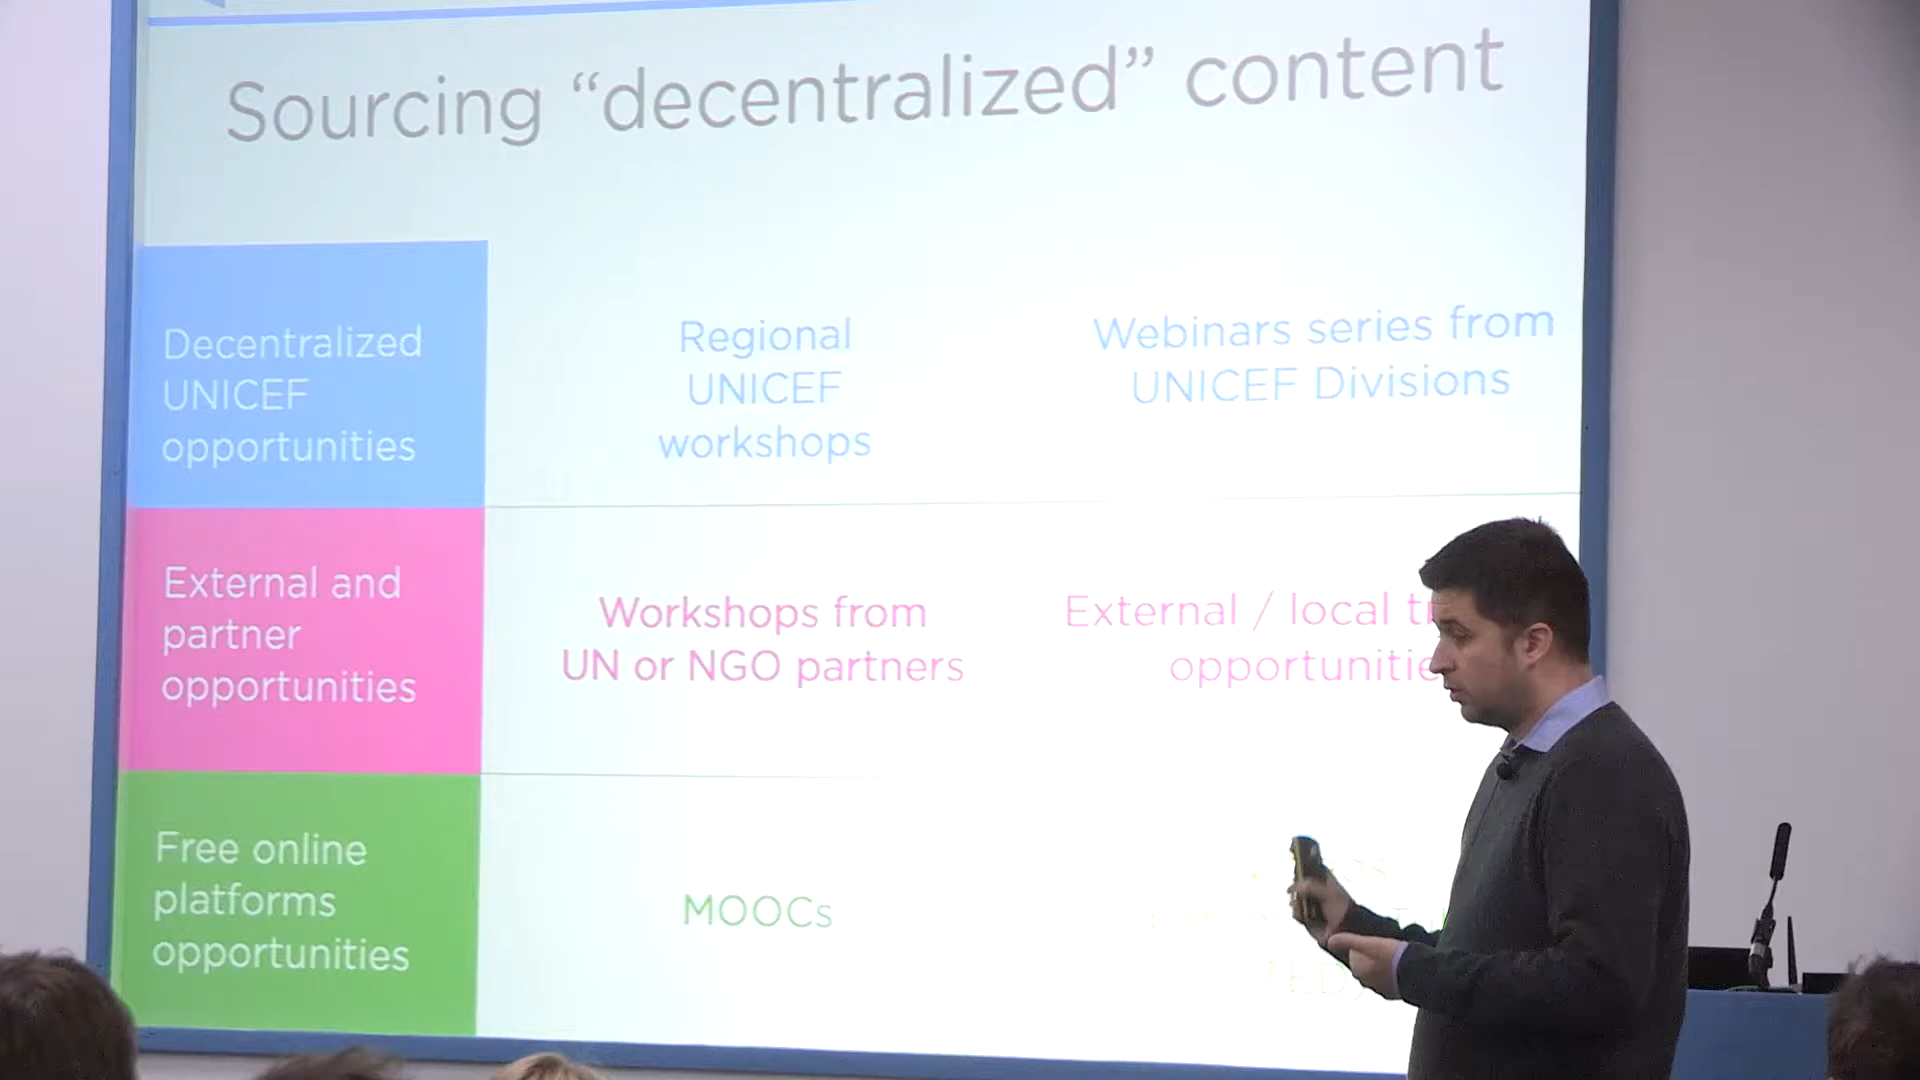 Sourcing “decentralized” content
Decentralized
UNICEF
opportunities
Regional
UNICEF
workshops
Webinars series from
UNICEF Divisions
External and
partner
opportunities
Workshops from
UN or NGO partners
External / local
Free online
platforms
opportunities
MOOCs